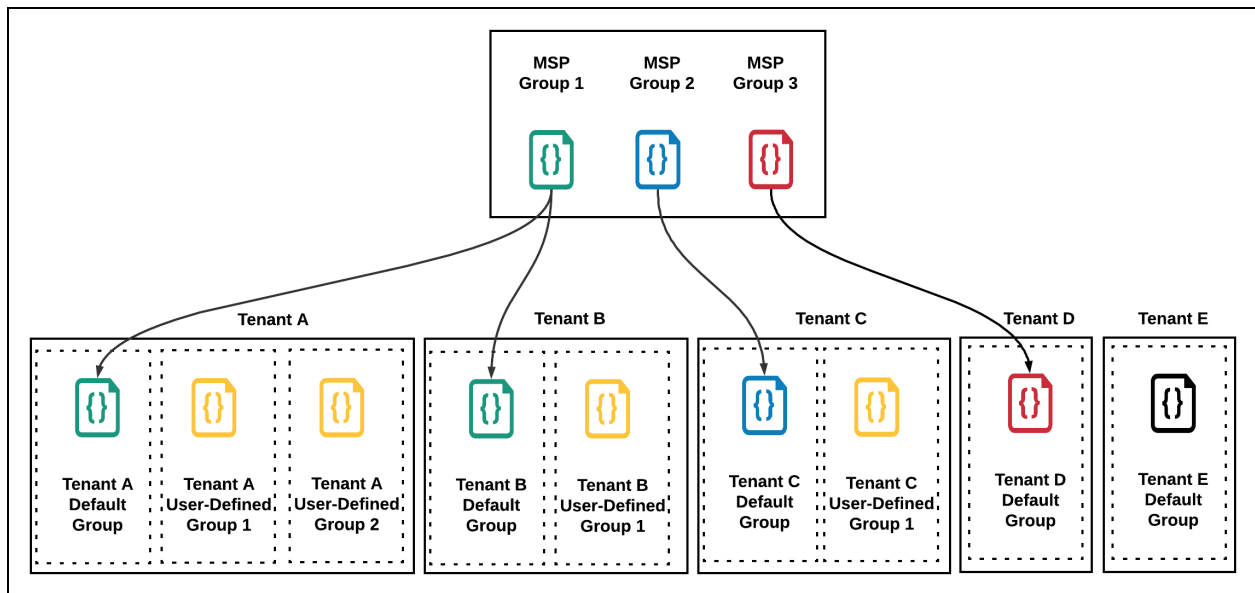 MSP
Group 1
MSP
Group 2
MSP
Group 3
{}
{}
{}
Tenant A
Tenant B
Tenant C
Tenant D
Tenant E
{}
{}
{}
{}
{}
{}
{}
{}
{}
Tenant A
Default
Group
Tenant A
User-Defined
Group 1
Tenant A
User-Defined
Group 2
Tenant B
Default
Group
Tenant B
User-Defined
Group 1
Tenant C
Default
Group
Tenant C
User-Defined
Group 1
Tenant D
Default
Group
Tenant E
Default
Group